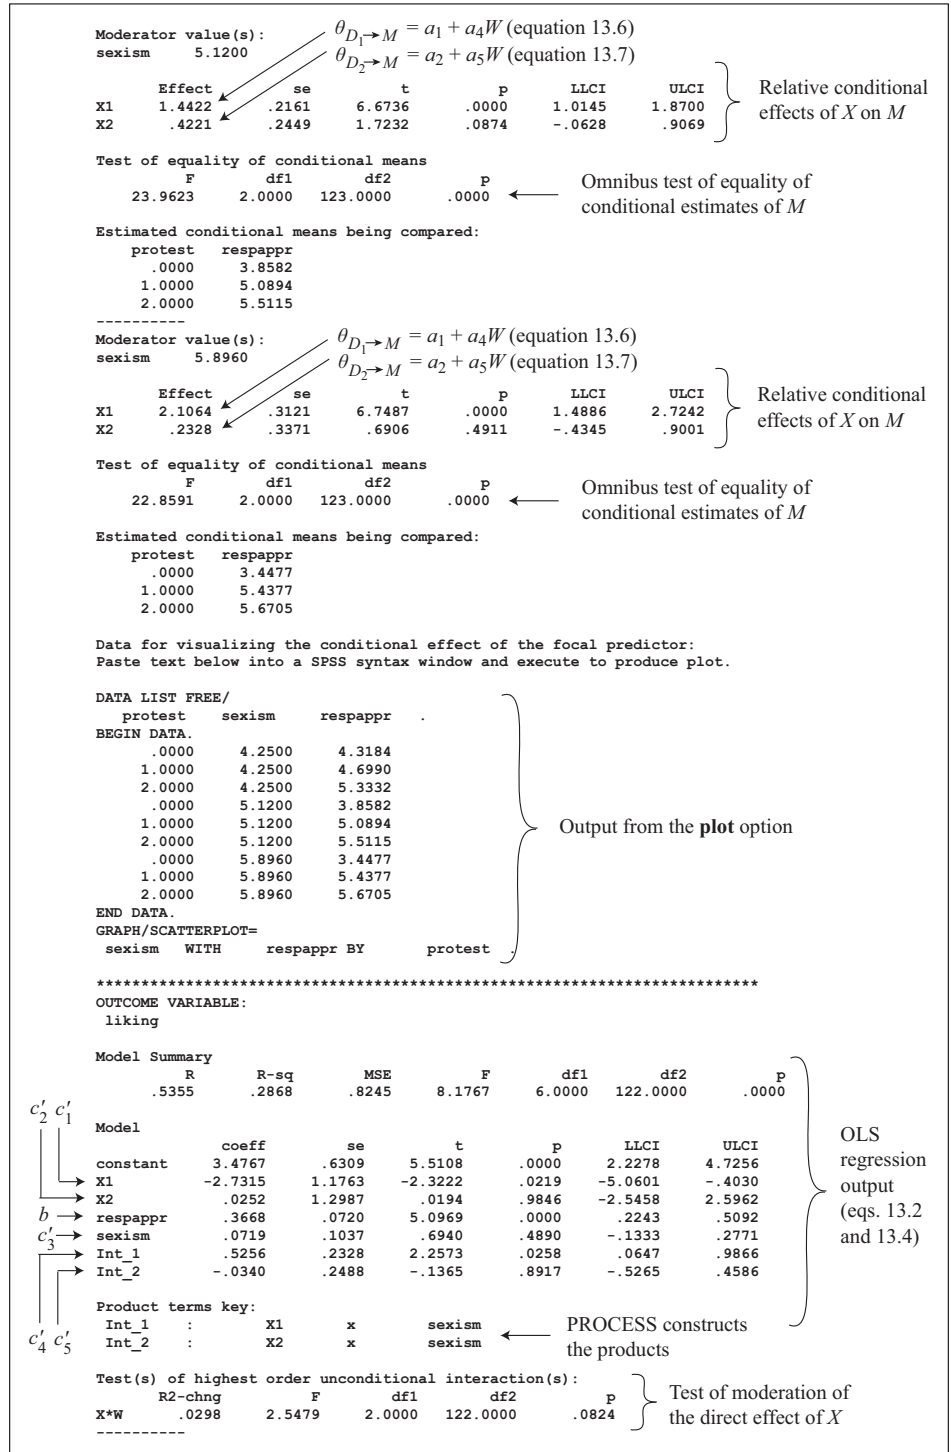 Moderator value(s):
sexism 5.1200
θD1→M = a1 + a4W (equation 13.6)
θD2→M = a2 + a5W (equation 13.7)
Effect se t p LLCI ULCI
X1 1.4422 .2161 6.6736 .0000 1.0145 1.8700
X2 .4221 .2449 1.7232 .0874 -.0628 .9069
Relative conditional
effects of X on M
Test of equality of conditional means
F df1 df2 p
23.9623 2.0000 123.0000 .0000
Omnibus test of equality of
conditional estimates of M
Estimated conditional means being compared:
protest respappr
.0000 3.8582
1.0000 5.0894
2.0000 5.5115
----------
Moderator value(s):
sexism 5.8960
θD1→M = a1 + a4W (equation 13.6)
θD2→M = a2 + a5W (equation 13.7)
Effect se t p LLCI ULCI
X1 2.1064 .3121 6.7487 .0000 1.4886 2.7242
X2 .2328 .3371 .6906 .4911 -.4345 .9001
Relative conditional
effects of X on M
Test of equality of conditional means
F df1 df2 p
22.8591 2.0000 123.0000 .0000
Omnibus test of equality of
conditional estimates of M
Estimated conditional means being compared:
protest respappr
.0000 3.4477
1.0000 5.4377
2.0000 5.6705
Data for visualizing the conditional effect of the focal predictor:
Paste text below into a SPSS syntax window and execute to produce plot.
DATA LIST FREE/
protest sexism respappr .
BEGIN DATA.
.0000 4.2500 4.3184
1.0000 4.2500 4.6990
2.0000 4.2500 5.3332
.0000 5.1200 3.8582
1.0000 5.1200 5.0894
2.0000 5.1200 5.5115
.0000 5.8960 3.4477
1.0000 5.8960 5.4377
2.0000 5.8960 5.6705
END DATA.
GRAPH/SCATTERPLOT=
sexism WITH respappr BY protest .
Output from the plot option
**************************************************************************
OUTCOME VARIABLE:
liking
Model Summary
R R-sq MSE F df1 df2 p
.5355 .2868 .8245 8.1767 6.0000 122.0000 .0000
c′2 c′1
Model
coeff se t p LLCI ULCI
constant 3.4767 .6309 5.5108 .0000 2.2278 4.7256
X1 -2.7315 1.1763 -2.3222 .0219 -5.0601 -.4030
X2 .0252 1.2987 .0194 .9846 -2.5458 2.5962
b respappr .3668 .0720 5.0969 .0000 .2243 .5092
c′3 sexism .0719 .1037 .6940 .4890 -.1333 .2771
Int_1 .5256 .2328 2.2573 .0258 .0647 .9866
Int_2 -.0340 .2488 -.1365 .8917 -.5265 .4586
OLS
regression
output
(eqs. 13.2
and 13.4)
Product terms key:
Int_1 : X1 x sexism
Int_2 : X2 x sexism
c′4 c′5
PROCESS constructs
the products
Test(s) of highest order unconditional interaction(s):
R2-chng F df1 df2 p
X*W .0298 2.5479 2.0000 122.0000 .0824
----------
Test of moderation of
the direct effect of X